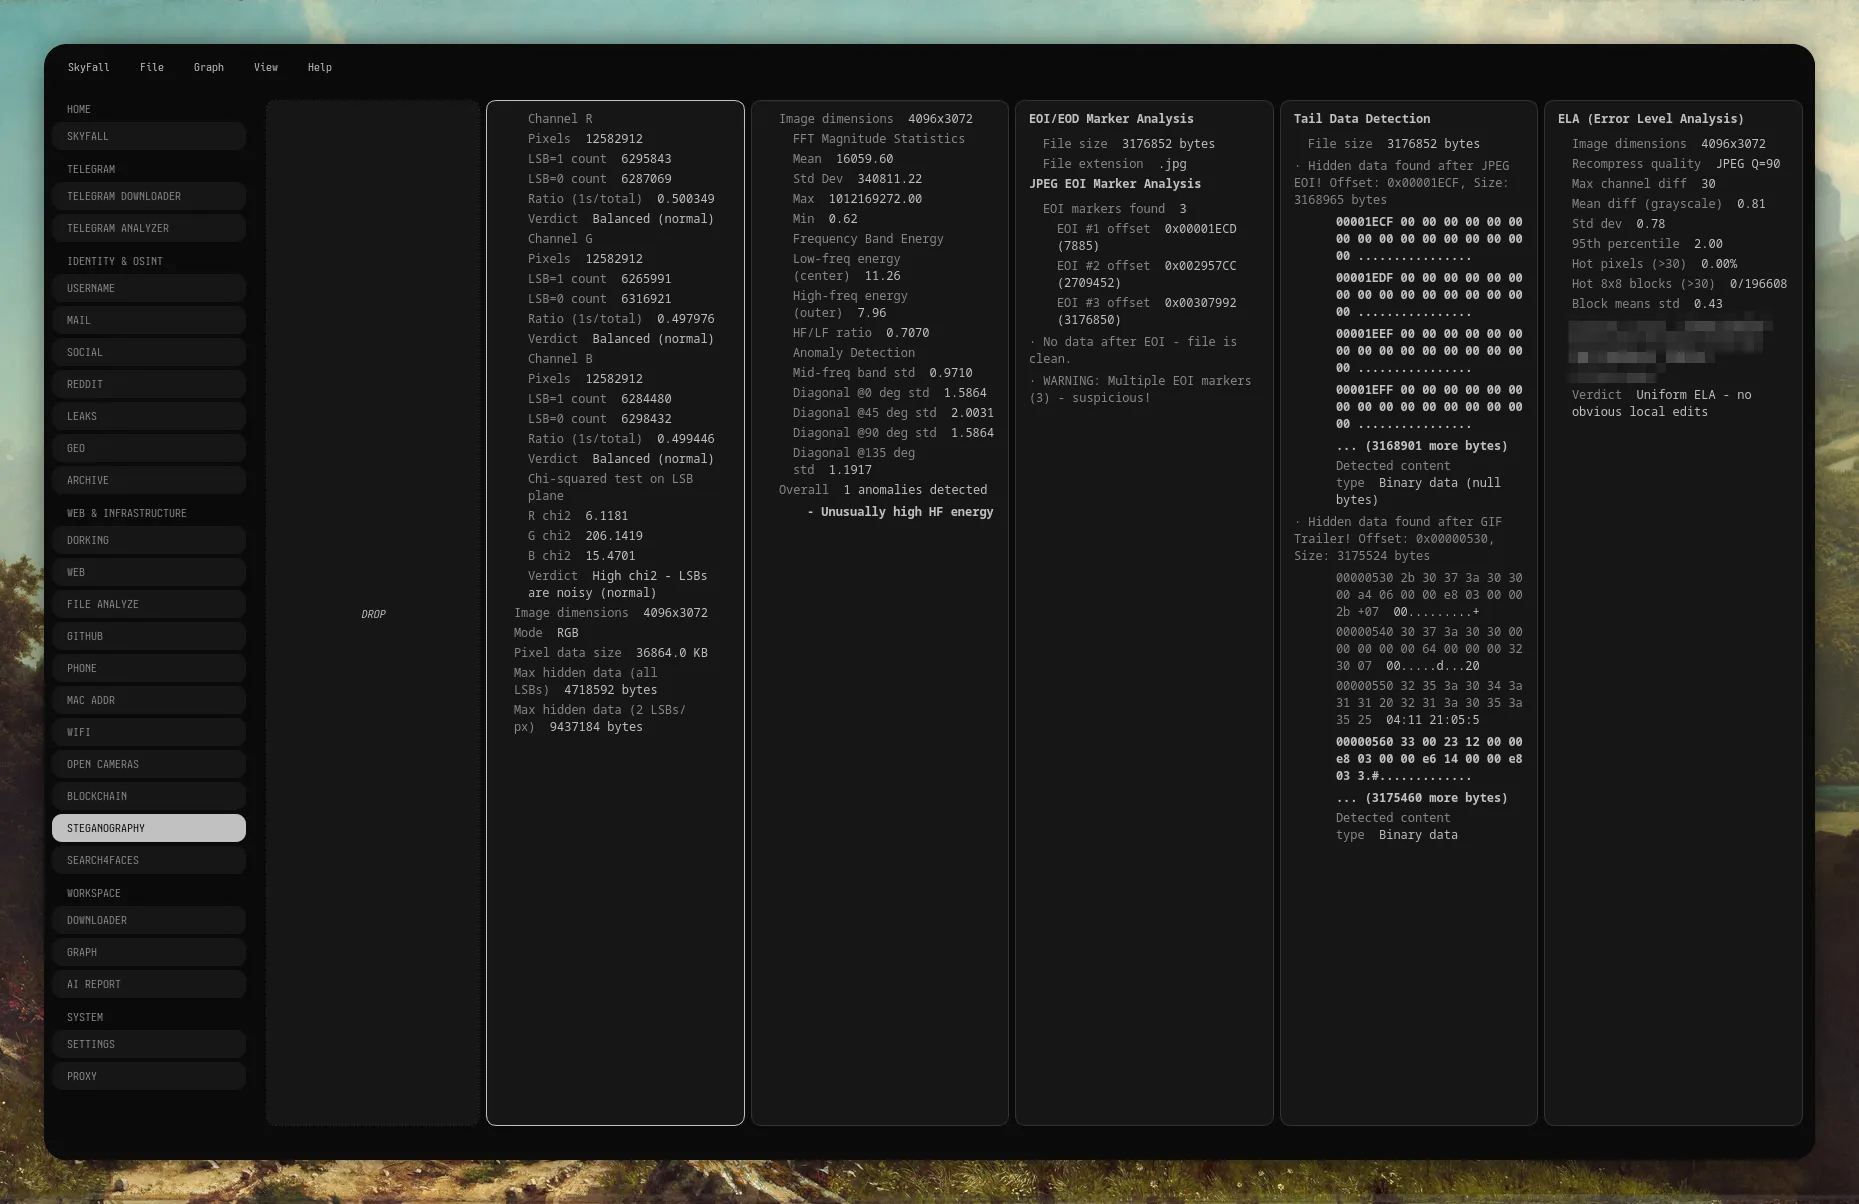 SkyFall File Graph View Help
HOME
SKYFALL
TELEGRAM
TELEGRAM DOWNLOADER
TELEGRAM ANALYZER
IDENTITY & OSINT
USERNAME
MAIL
SOCIAL
REDDIT
LEAKS
GEO
ARCHIVE
WEB & INFRASTRUCTURE
DORKING
WEB
FILE ANALYZE
GITHUB
PHONE
MAC ADDR
WIFI
OPEN CAMERAS
BLOCKCHAIN
STEGANOGRAPHY
SEARCH4FACES
WORKSPACE
DOWNLOADER
GRAPH
AI REPORT
SYSTEM
SETTINGS
PROXY
DROP
Channel R
Pixels 12582912
LSB=1 count 6295843
LSB=0 count 6287069
Ratio (1s/total) 0.500349
Verdict Balanced (normal)
Channel G
Pixels 12582912
LSB=1 count 6265991
LSB=0 count 6316921
Ratio (1s/total) 0.497976
Verdict Balanced (normal)
Channel B
Pixels 12582912
LSB=1 count 6284480
LSB=0 count 6298432
Ratio (1s/total) 0.499446
Verdict Balanced (normal)
Chi-squared test on LSB
plane
R chi2 6.1181
G chi2 206.1419
B chi2 15.4701
Verdict High chi2 - LSBs
are noisy (normal)
Image dimensions 4096x3072
Mode RGB
Pixel data size 36864.0 KB
Max hidden data (all
LSBs) 4718592 bytes
Max hidden data (2 LSBs/
px) 9437184 bytes
Image dimensions 4096x3072
FFT Magnitude Statistics
Mean 16059.60
Std Dev 340811.22
Max 1012169272.00
Min 0.62
Frequency Band Energy
Low-freq energy
(center) 11.26
High-freq energy
(outer) 7.96
HF/LF ratio 0.7070
Anomaly Detection
Mid-freq band std 0.9710
Diagonal @0 deg std 1.5864
Diagonal @45 deg std 2.0031
Diagonal @90 deg std 1.5864
Diagonal @135 deg
std 1.1917
Overall 1 anomalies detected
- Unusually high HF energy
EOI/EOD Marker Analysis
File size 3176852 bytes
File extension .jpg
JPEG EOI Marker Analysis
EOI markers found 3
EOI #1 offset 0x00001ECD
(7885)
EOI #2 offset 0x002957CC
(2709452)
EOI #3 offset 0x00307992
(3176850)
· No data after EOI - file is
clean.
· WARNING: Multiple EOI markers
(3) - suspicious!
Tail Data Detection
File size 3176852 bytes
· Hidden data found after JPEG
EOI! Offset: 0x00001ECF, Size:
3168965 bytes
00001ECF 00 00 00 00 00 00 00
00 00 00 00 00 00 00 00 00
00 ................
00001EDF 00 00 00 00 00 00
00 00 00 00 00 00 00 00 00
00 ................
00001EEF 00 00 00 00 00 00
00 00 00 00 00 00 00 00 00
00 ................
00001EFF 00 00 00 00 00 00
00 00 00 00 00 00 00 00 00
00 ................
... (3168901 more bytes)
Detected content
type Binary data (null
bytes)
· Hidden data found after GIF
Trailer! Offset: 0x00000530,
Size: 3175524 bytes
00000530 2b 30 37 3a 30 30
00 a4 06 00 00 e8 03 00 00
2b +07 00.........+
00000540 30 37 3a 30 30 00
00 00 00 00 64 00 00 00 32
30 07 00.....d...20
00000550 32 35 3a 30 34 3a
31 31 20 32 31 3a 30 35 3a
35 25 04:11 21:05:5
00000560 33 00 23 12 00 00
e8 03 00 00 e6 14 00 00 e8
03 3.#.............
... (3175460 more bytes)
Detected content
type Binary data
ELA (Error Level Analysis)
Image dimensions 4096x3072
Recompress quality JPEG Q=90
Max channel diff 30
Mean diff (grayscale) 0.81
Std dev 0.78
95th percentile 2.00
Hot pixels (>30) 0.00%
Hot 8x8 blocks (>30) 0/196608
Block means std 0.43
Verdict Uniform ELA - no
obvious local edits